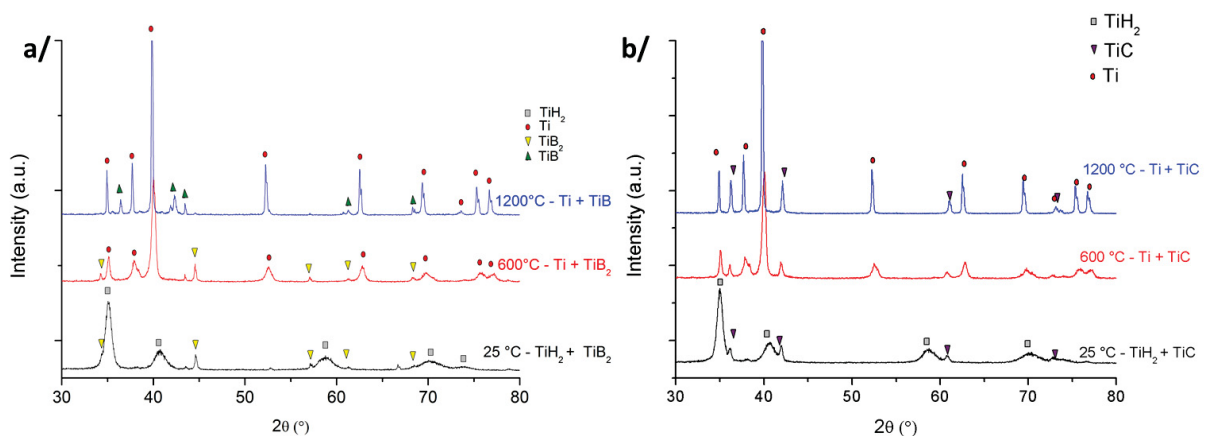 a/
Intensity (a.u.)
TiH2
Ti
TiB2
TiB
1200°C - Ti + TiB
600°C - Ti + TiB2
25 °C - TiH2 + TiB2
30 40 50 60 70 80
2θ (°)
b/
Intensity (a.u.)
TiH2
TiC
Ti
1200 °C - Ti + TiC
600 °C - Ti + TiC
25 °C - TiH2 + TiC
30 40 50 60 70 80
2θ (°)